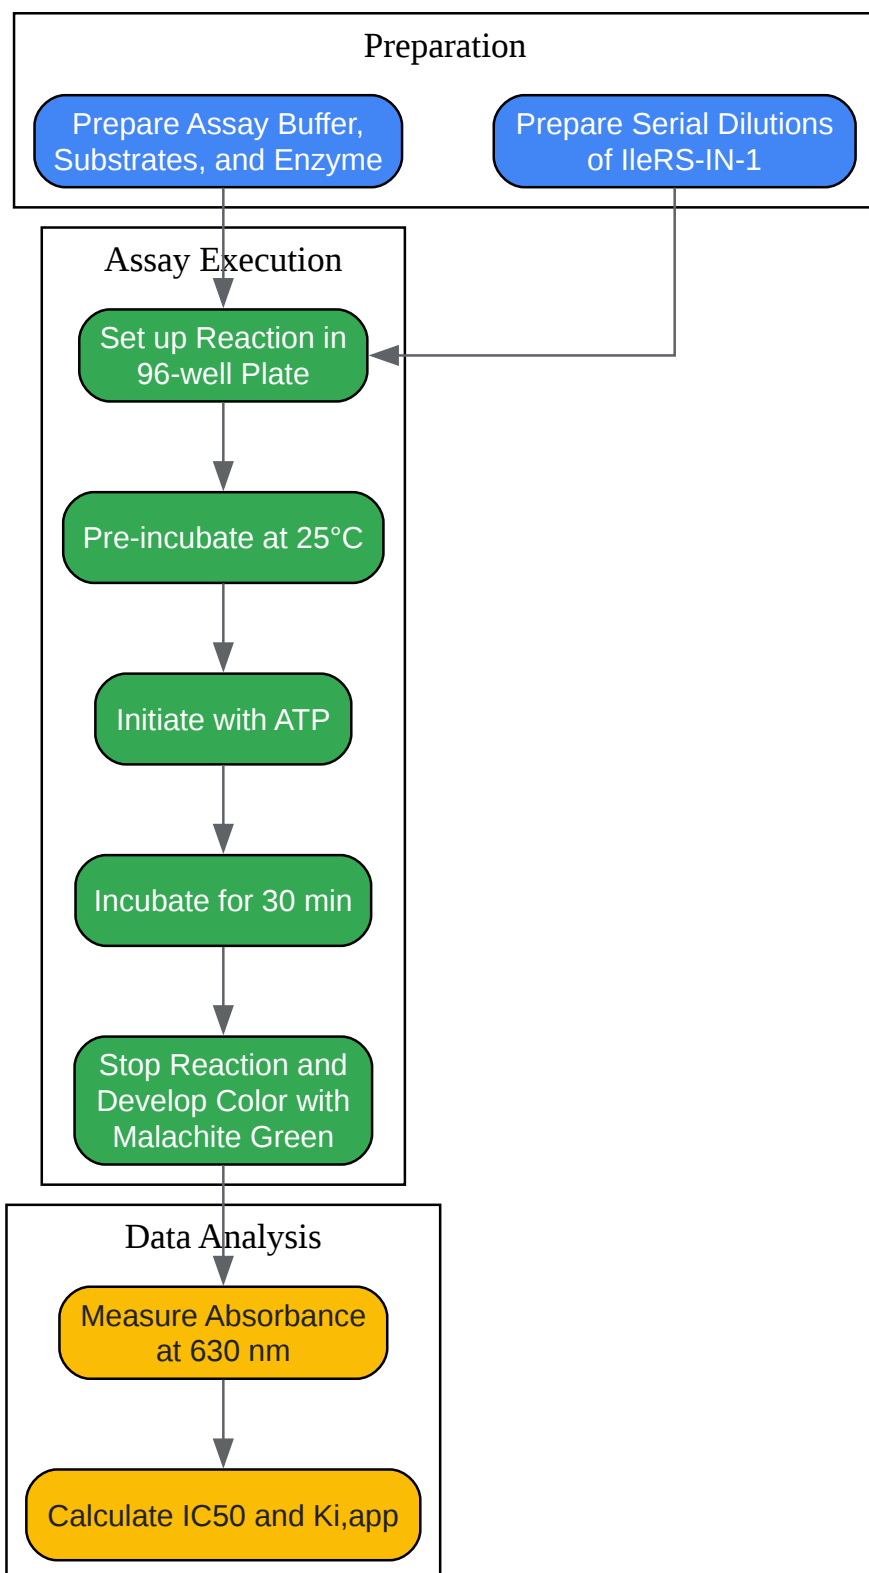 Preparation
Prepare Assay Buffer,
Substrates, and Enzyme
Prepare Serial Dilutions
of IleRS-IN-1
Assay Execution
Set up Reaction in
96-well Plate
Pre-incubate at 25°C
Initiate with ATP
Incubate for 30 min
Stop Reaction and
Develop Color with
Malachite Green
Data Analysis
Measure Absorbance
at 630 nm
Calculate IC50 and Ki,app